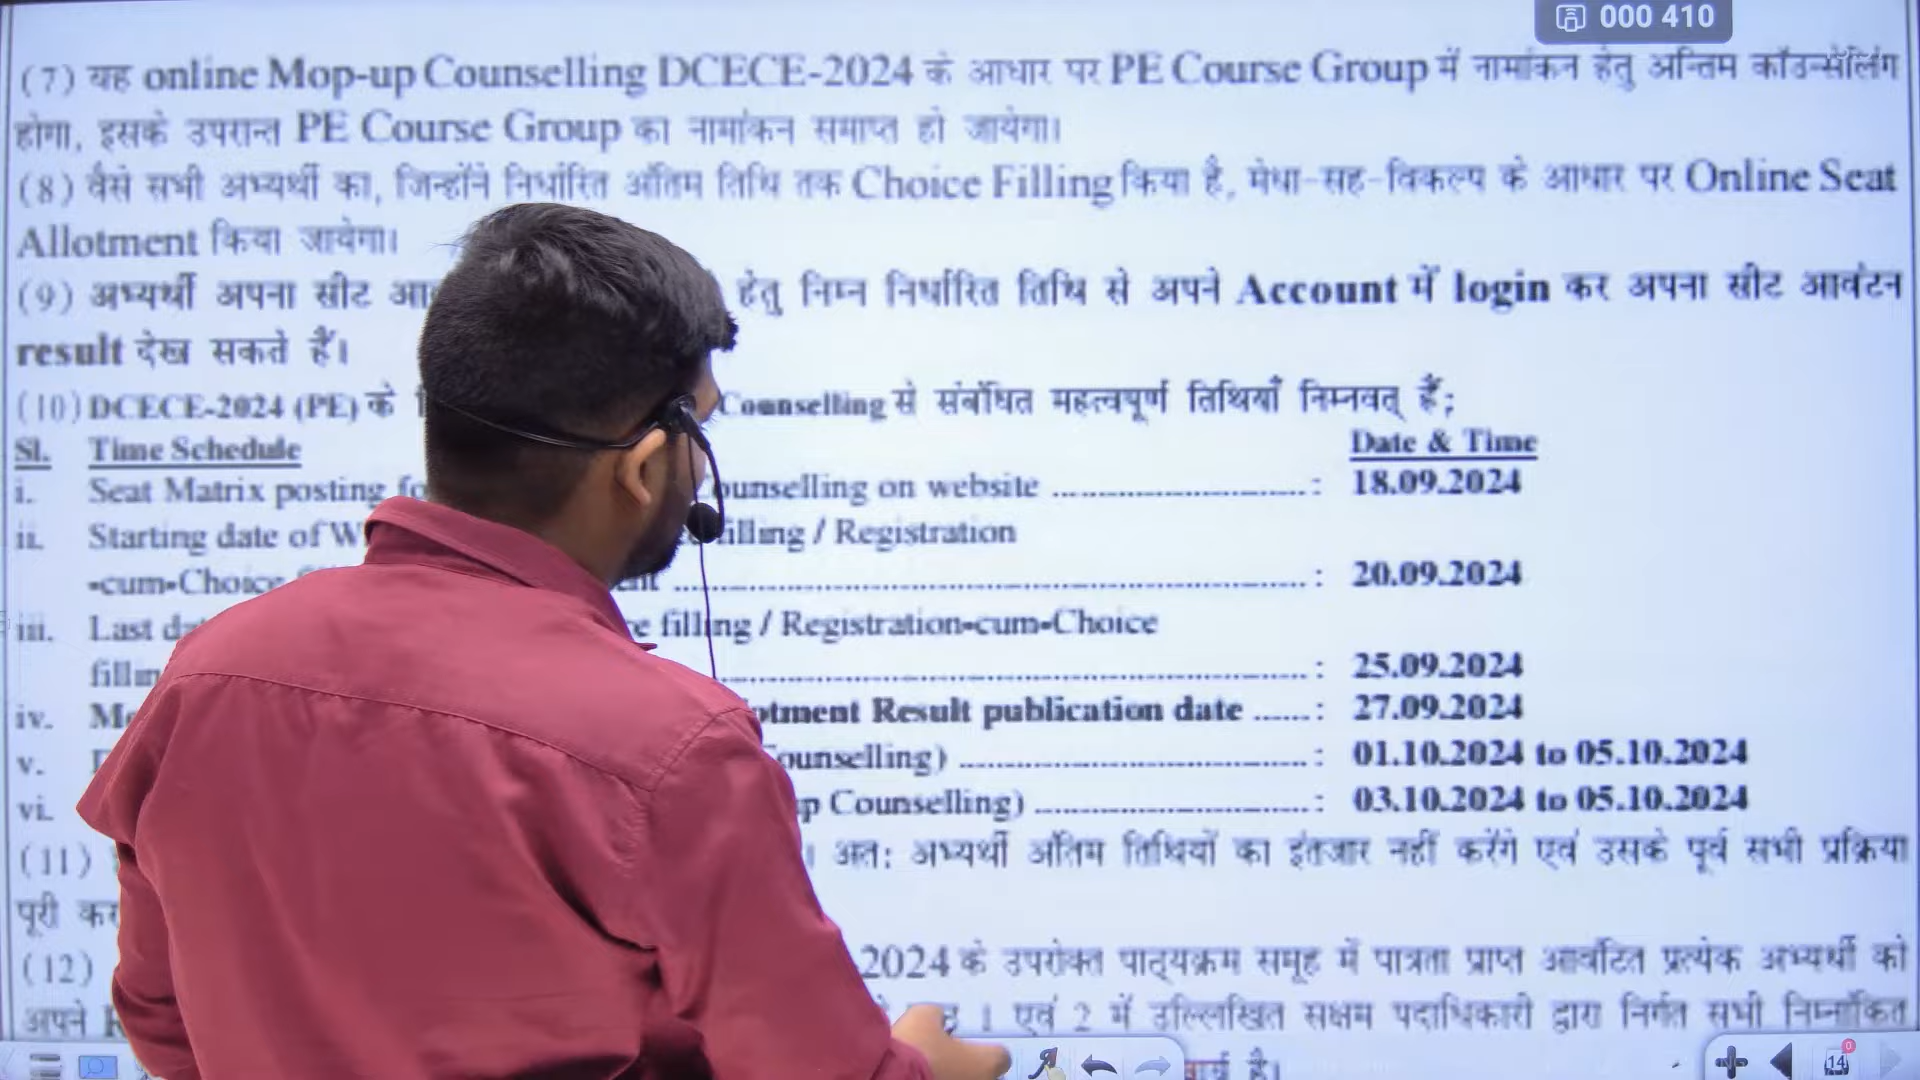 000 410
(7) यह online Mop-up Counselling DCECE-2024 के आधार पर PE Course Group में नामांकन हेतु अन्तिम कॉउन्सेलिंग
होगा, इसके उपरान्त PE Course Group का नामांकन समाप्त हो जायेगा।
(8) वैसे सभी अभ्यर्थी का, जिन्होंने निर्धारित अंतिम तिथि तक Choice Filling किया है, मेधा-सह-विकल्प के आधार पर Online Seat
Allotment किया जायेगा।
(9) अभ्यर्थी अपना सीट हेतु निम्न निर्धारित तिथि से अपने Account में login कर अपना सीट आवंटन
result देख सकते हैं।
(10) DCECE-2024 (PE) के Counselling से संबंधित महत्वपूर्ण तिथियाँ निम्नवत् हैं;
Sl. Time Schedule Date & Time
i. Seat Matrix posting ounselling on website ..............................: 18.09.2024
ii. Starting date of filling / Registration
-cum-Choice ..............................: 20.09.2024
iii. Last filling / Registration-cum-Choice
..............................: 25.09.2024
iv. otment Result publication date ......: 27.09.2024
v. ounselling) ..............................: 01.10.2024 to 05.10.2024
vi. p Counselling) ..............................: 03.10.2024 to 05.10.2024
(11) । अत: अभ्यर्थी अंतिम तिथियों का इंतजार नहीं करेंगे एवं उसके पूर्व सभी प्रक्रिया
पूरी
(12) 2024 के उपरोक्त पाठ्यक्रम समूह में पात्रता प्राप्त आवंटित प्रत्येक अभ्यर्थी को
अपने 1 एवं 2 में उल्लिखित सक्षम पदाधिकारी द्वारा निर्गत सभी निम्नांकित
है।
14